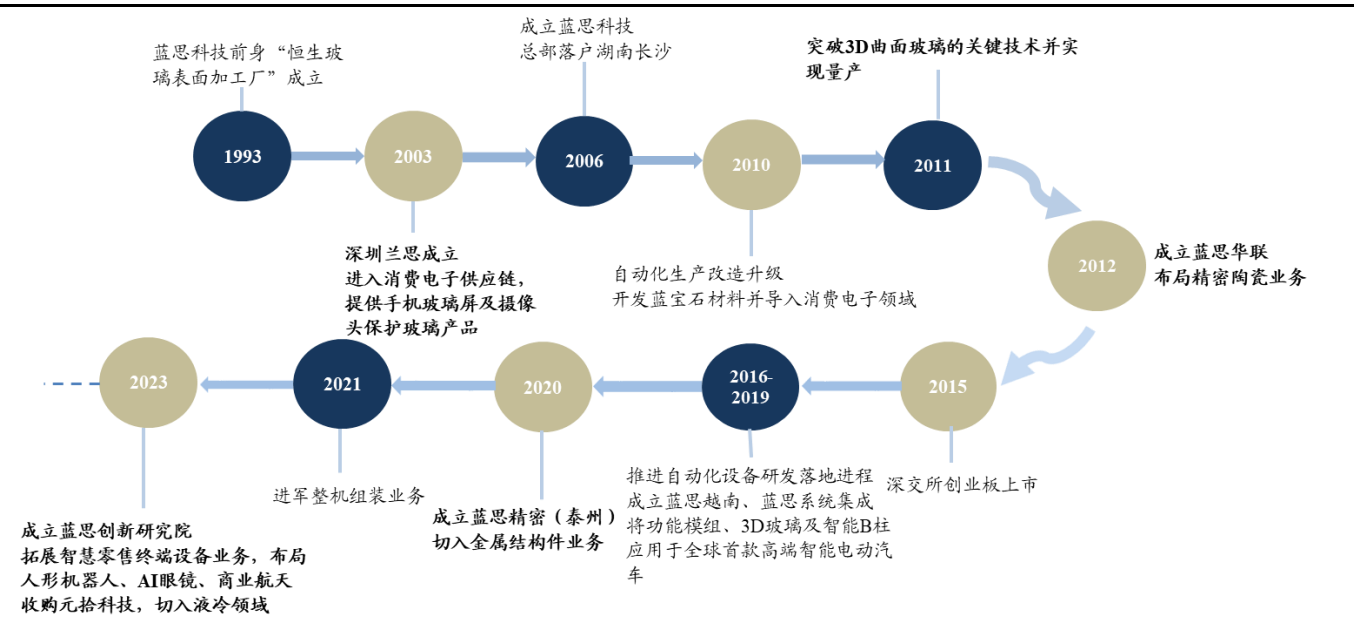 蓝思科技前身“恒生玻
璃表面加工厂”成立
1993
2003
深圳兰思成立
进入消费电子供应链，
提供手机玻璃屏及摄像
头保护玻璃产品
成立蓝思科技
总部落户湖南长沙
2006
2010
自动化生产改造升级
开发蓝宝石材料并导入消费电子领域
突破3D曲面玻璃的关键技术并实
现量产
2011
2012
成立蓝思华联
布局精密陶瓷业务
2015
深交所创业板上市
2016-
2019
推进自动化设备研发落地进程
成立蓝思越南、蓝思系统集成
将功能模组、3D玻璃及智能B柱
应用于全球首款高端智能电动汽
车
2020
成立蓝思精密（泰州）
切入金属结构件业务
2021
进军整机组装业务
2023
成立蓝思创新研究院
拓展智慧零售终端设备业务，布局
人形机器人、AI眼镜、商业航天
收购元拾科技，切入液冷领域